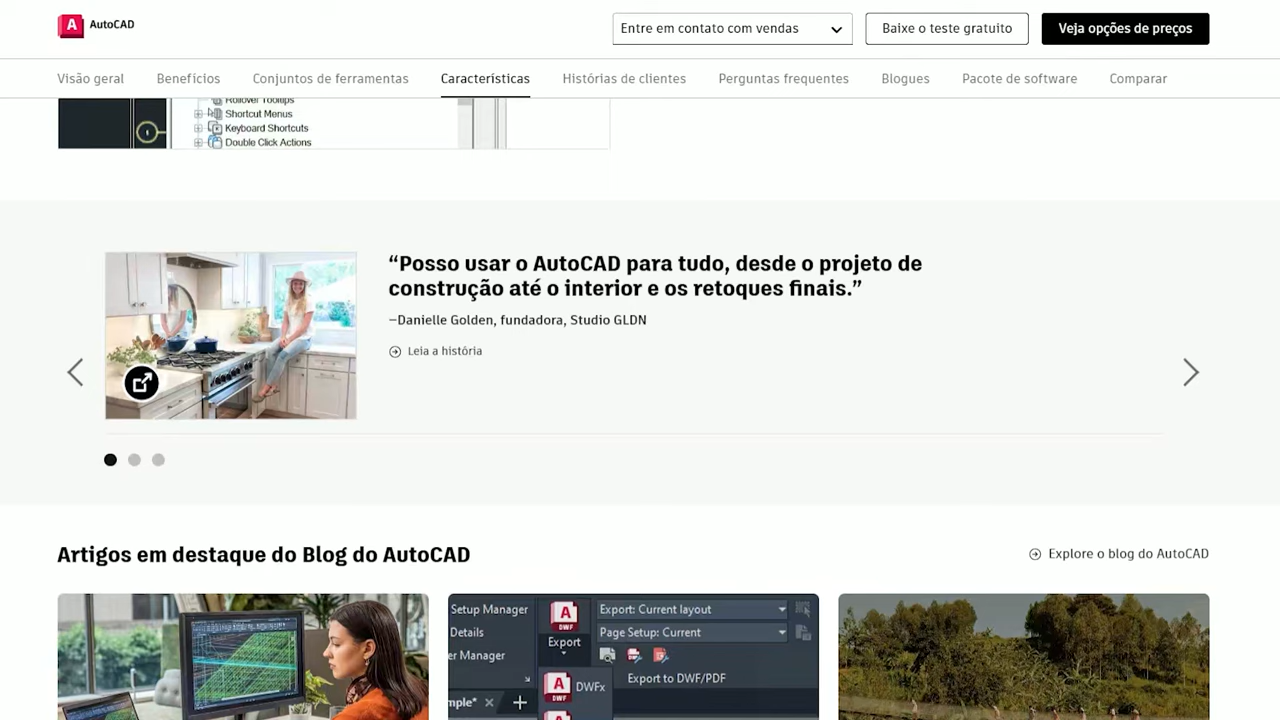 AutoCAD
Entre em contato com vendas
Baixe o teste gratuito
Veja opções de preços
Visão geral
Benefícios
Conjuntos de ferramentas
Características
Histórias de clientes
Perguntas frequentes
Blogues
Pacote de software
Comparar
Rollover Tooltips
Shortcut Menus
Keyboard Shortcuts
Double Click Actions
“Posso usar o AutoCAD para tudo, desde o projeto de
construção até o interior e os retoques finais.”
—Danielle Golden, fundadora, Studio GLDN
Leia a história
Artigos em destaque do Blog do AutoCAD
Explore o blog do AutoCAD
Setup Manager
Details
er Manager
A
DWF
Export
Export: Current layout
Page Setup: Current
Export to DWF/PDF
mple*
A
DWF
DWFx